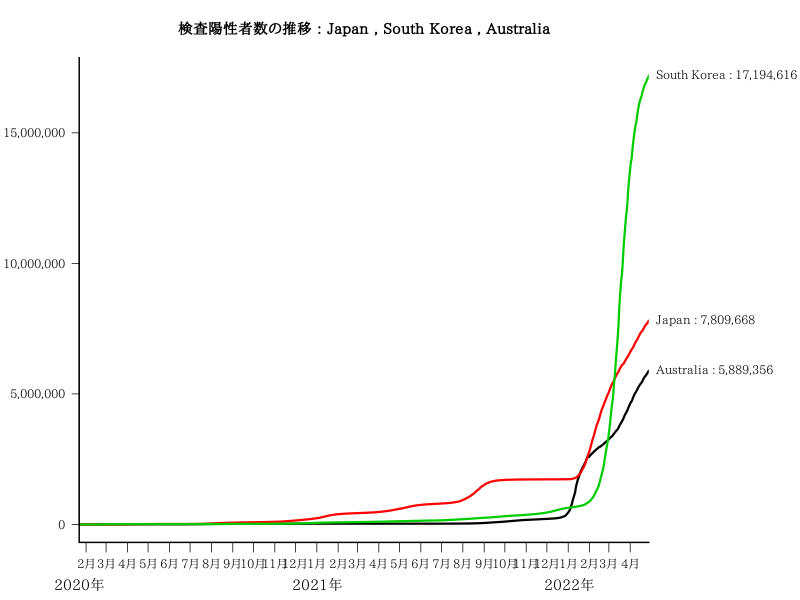 検査陽性者数の推移 : Japan , South Korea , Australia
South Korea : 17,194,616
15,000,000
10,000,000
Japan : 7,809,668
Australia : 5,889,356
5,000,000
0
2月 3月 4月 5月 6月 7月 8月 9月 10月 11月 12月 1月 2月 3月 4月 5月 6月 7月 8月 9月 10月 11月 12月 1月 2月 3月 4月
2020年 2021年 2022年